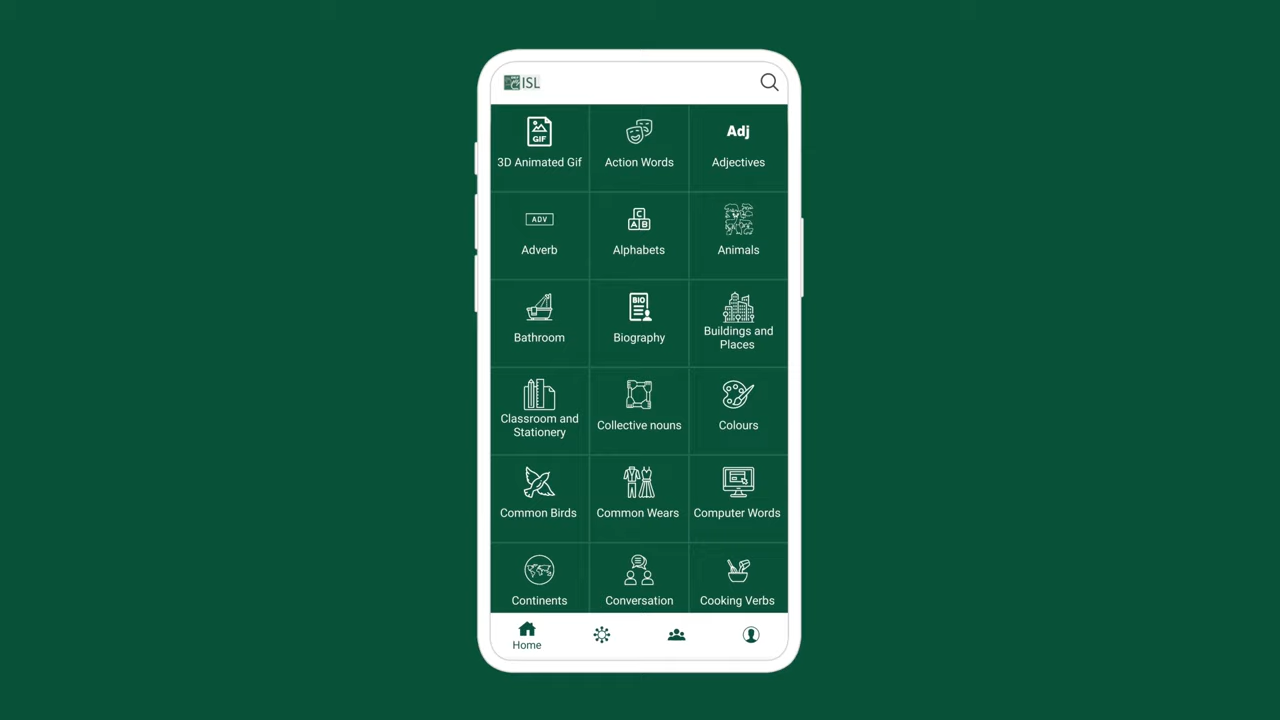 ISL
GIF
Adj
3D Animated Gif
Action Words
Adjectives
ADV
C
A B
Adverb
Alphabets
Animals
BIO
Bathroom
Biography
Buildings and
Places
Classroom and
Stationery
Collective nouns
Colours
Common Birds
Common Wears
Computer Words
Continents
Conversation
Cooking Verbs
Home